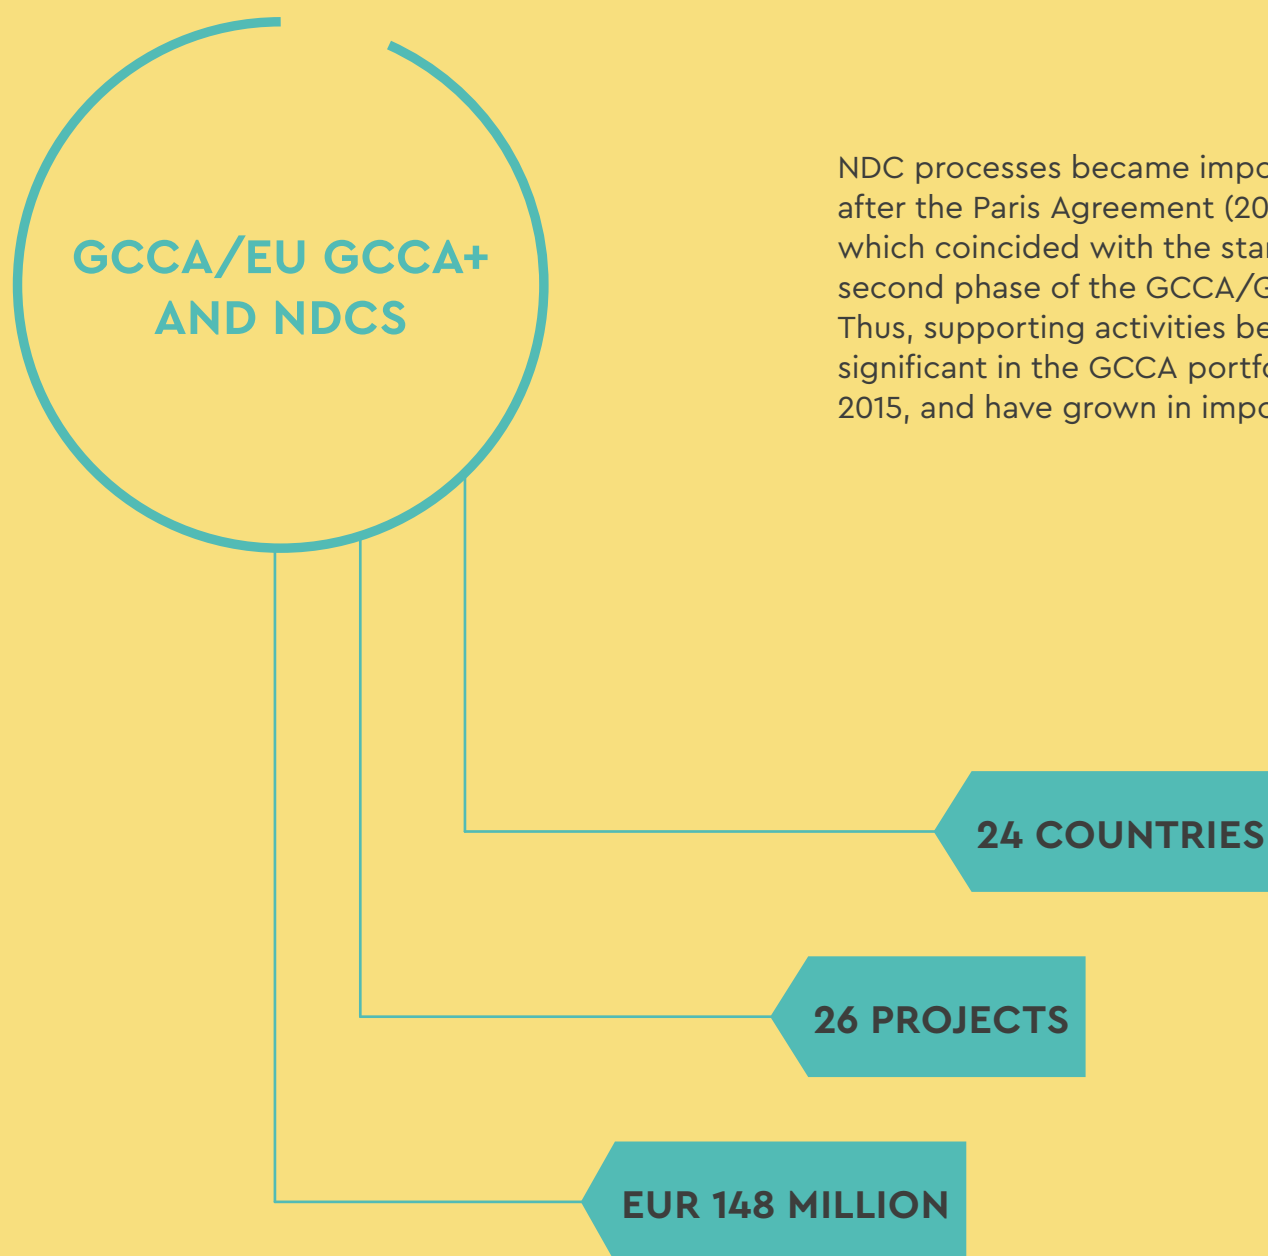 GCCA/EU GCCA+
AND NDCS
NDC processes became impo
after the Paris Agreement (20
which coincided with the star
second phase of the GCCA/G
Thus, supporting activities be
significant in the GCCA portfo
2015, and have grown in impo
24 COUNTRIES
26 PROJECTS
EUR 148 MILLION